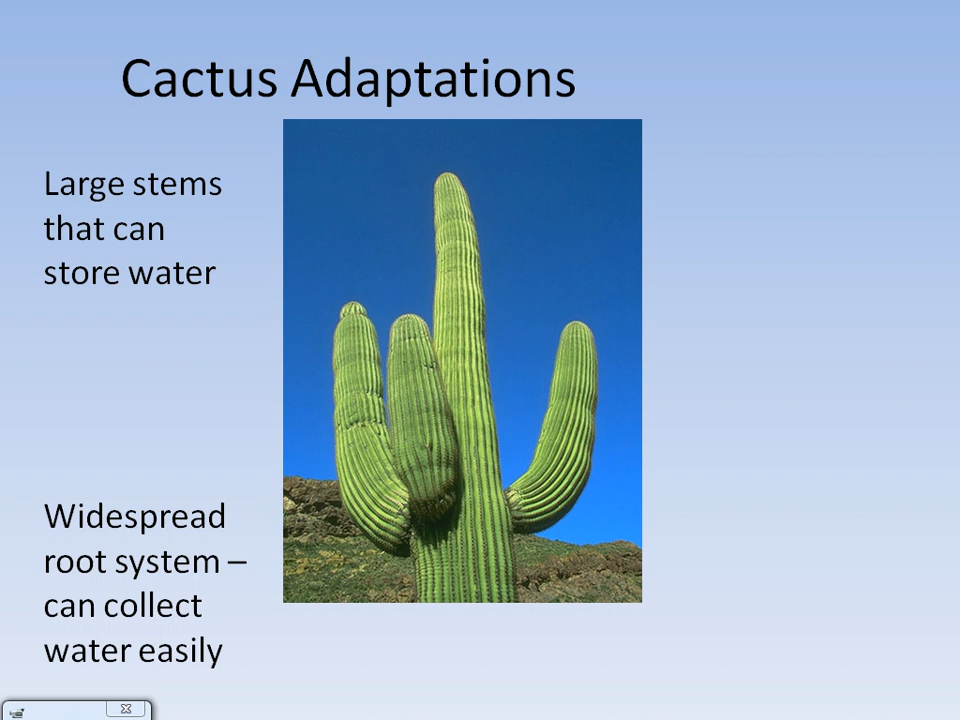 Cactus Adaptations
Large stems
that can
store water
Widespread
root system –
can collect
water easily